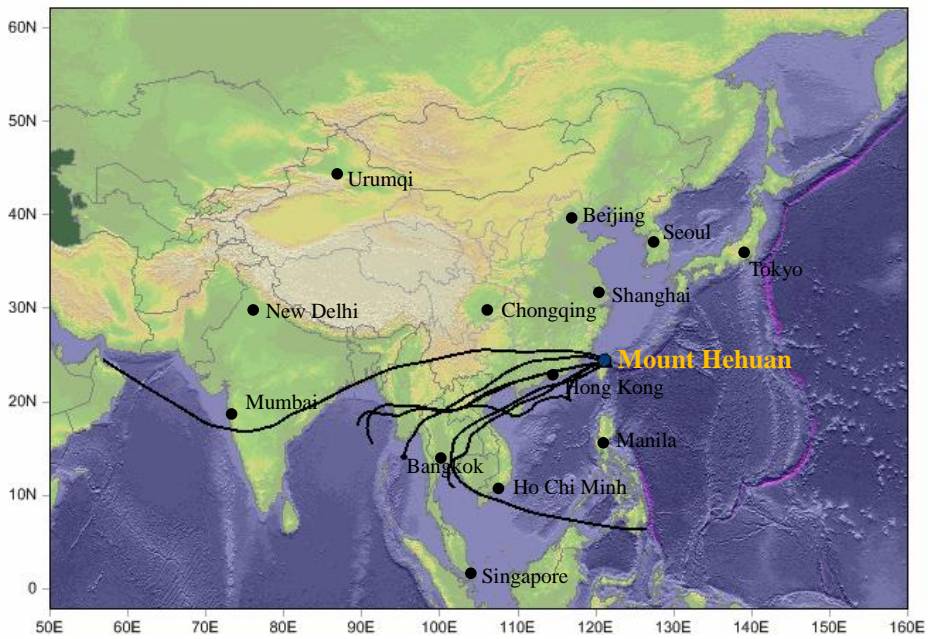 60N
50N
Urumqi
40N
Beijing
Seoul
Tokyo
30N
New Delhi
Chongqing
Shanghai
Mount Hehuan
Hong Kong
20N
Mumbai
Manila
Bangkok
10N
Ho Chi Minh
0
Singapore
50E 60E 70E 80E 90E 100E 110E 120E 130E 140E 150E 160E